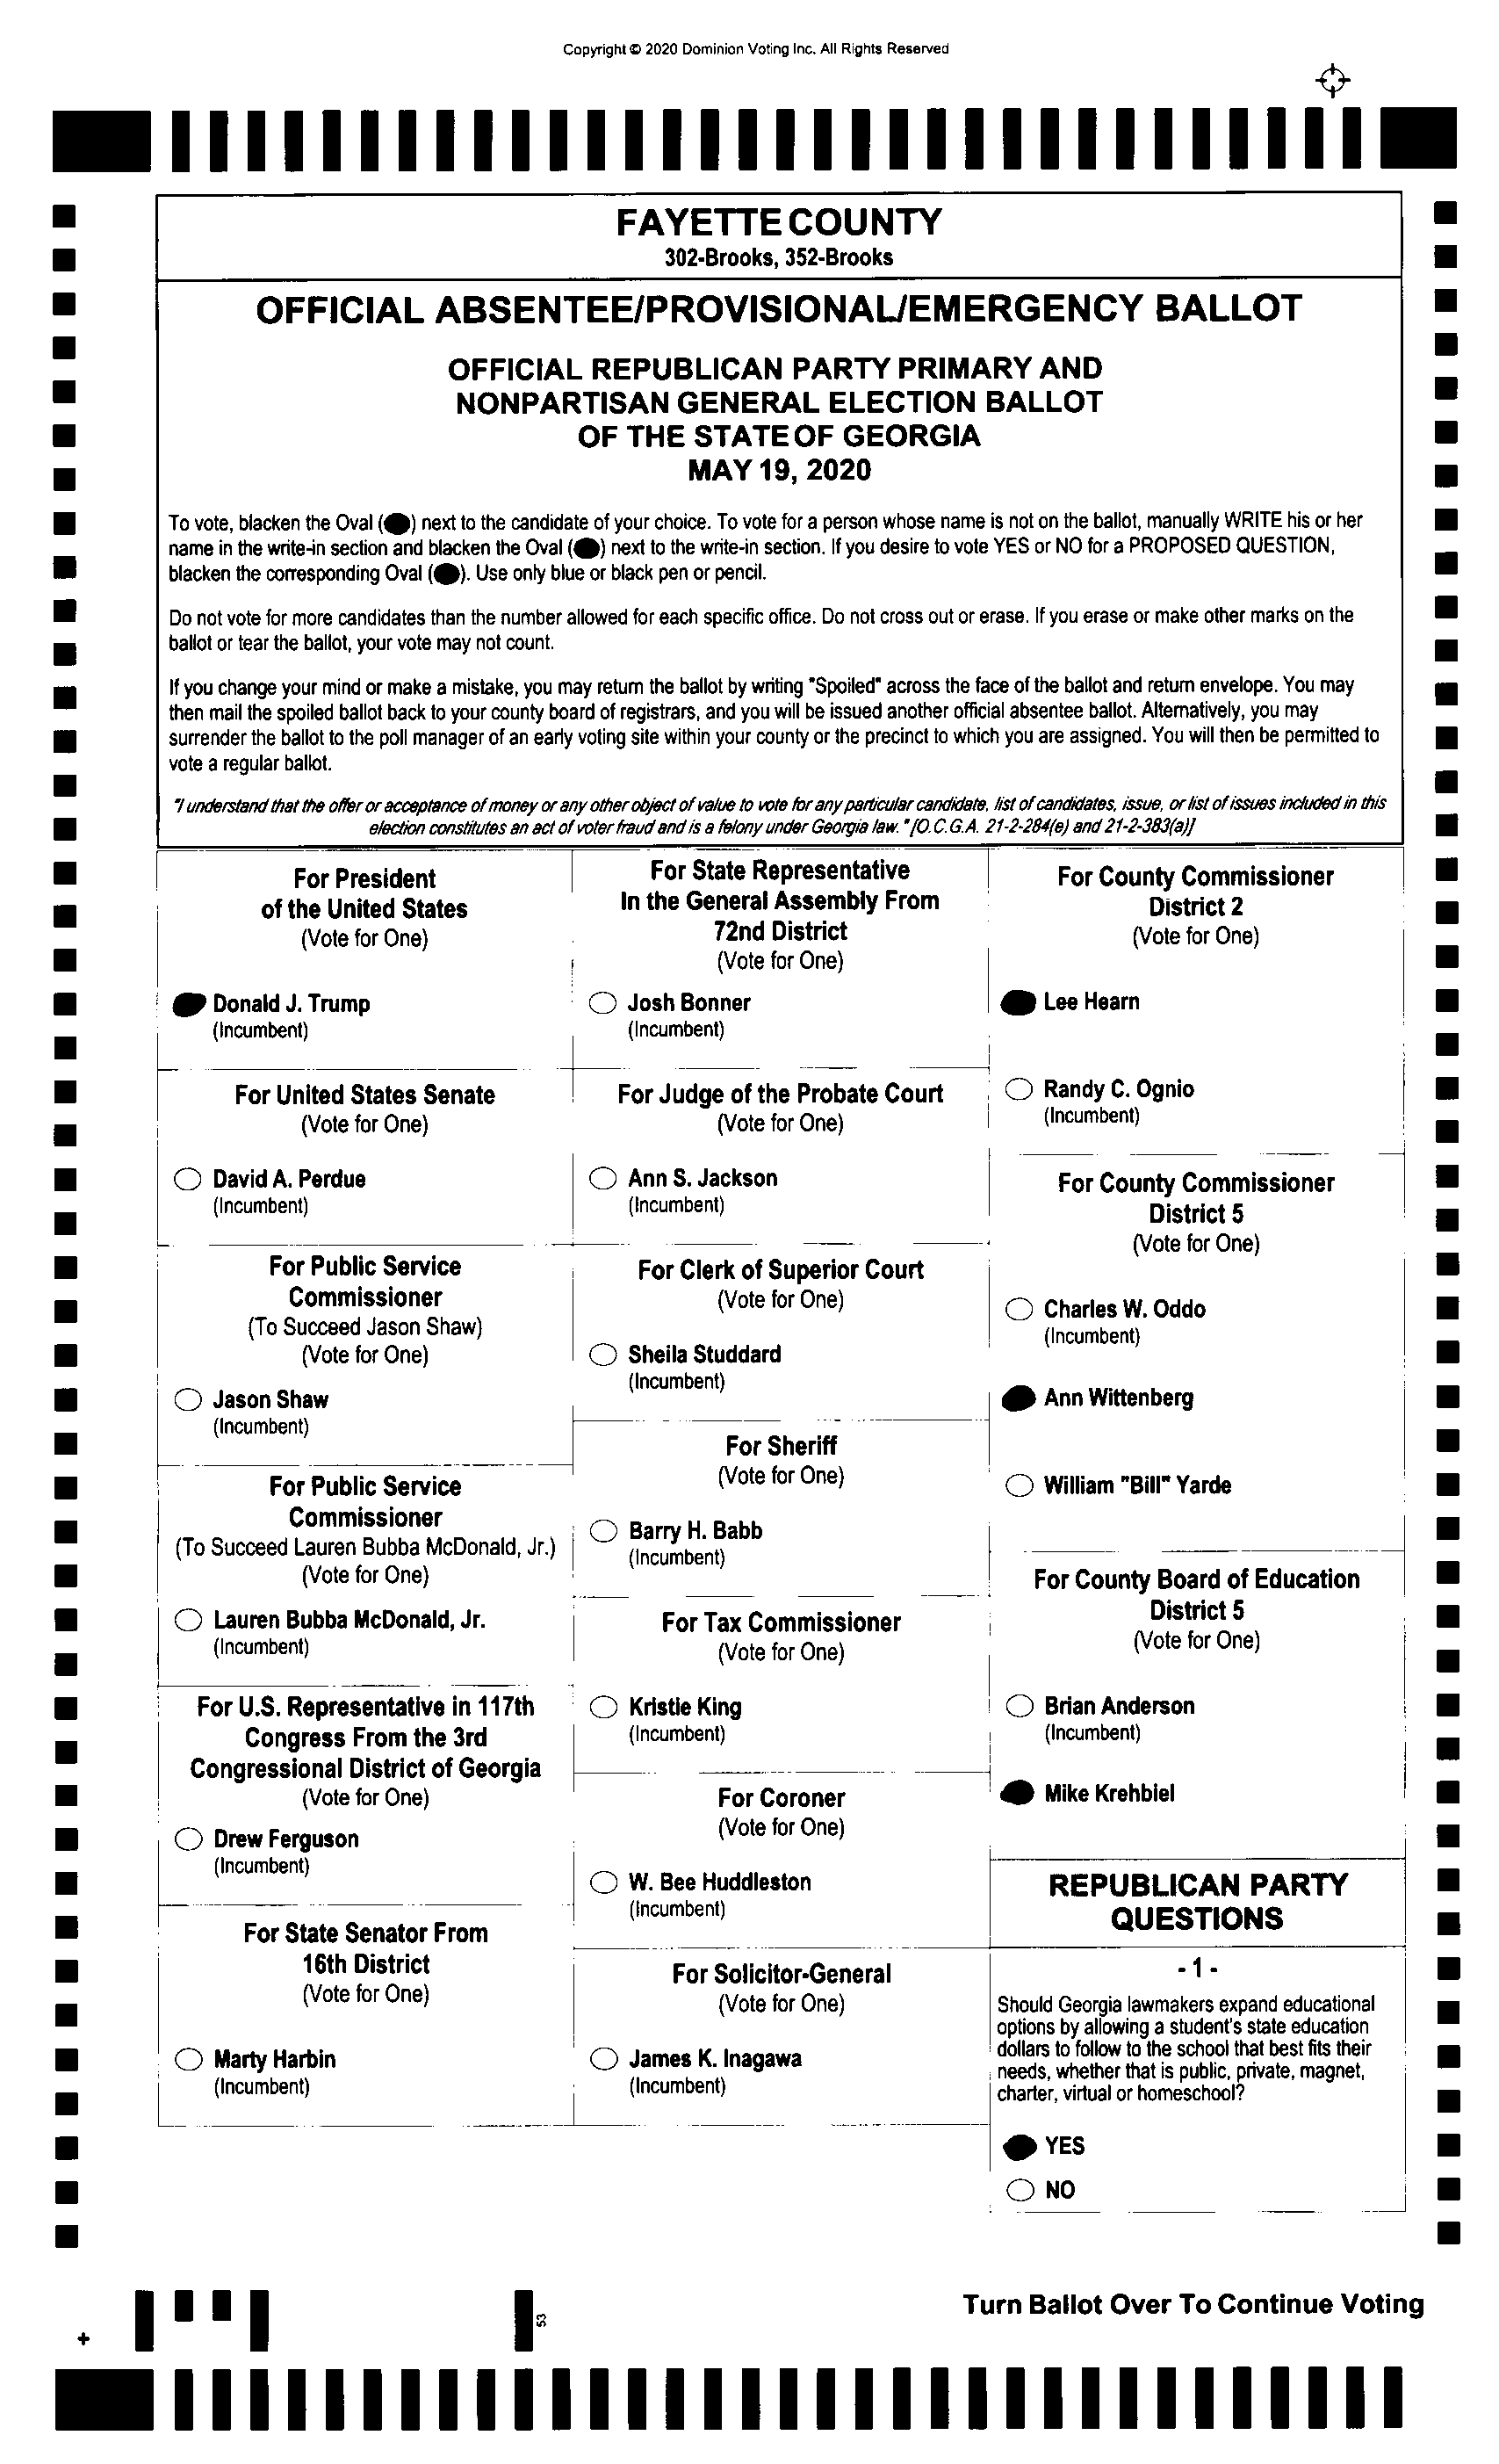 Copyright © 2020 Dominion Voting Inc. All Rights Reserved
FAYETTE COUNTY
302-Brooks, 352-Brooks
OFFICIAL ABSENTEE/PROVISIONAL/EMERGENCY BALLOT
OFFICIAL REPUBLICAN PARTY PRIMARY AND
NONPARTISAN GENERAL ELECTION BALLOT
OF THE STATE OF GEORGIA
MAY 19, 2020
To vote, blacken the Oval ( ) next to the candidate of your choice. To vote for a person whose name is not on the ballot, manually WRITE his or her
name in the write-in section and blacken the Oval ( ) next to the write-in section. If you desire to vote YES or NO for a PROPOSED QUESTION,
blacken the corresponding Oval ( ). Use only blue or black pen or pencil.
Do not vote for more candidates than the number allowed for each specific office. Do not cross out or erase. If you erase or make other marks on the
ballot or tear the ballot, your vote may not count.
If you change your mind or make a mistake, you may return the ballot by writing "Spoiled" across the face of the ballot and return envelope. You may
then mail the spoiled ballot back to your county board of registrars, and you will be issued another official absentee ballot. Alternatively, you may
surrender the ballot to the poll manager of an early voting site within your county or the precinct to which you are assigned. You will then be permitted to
vote a regular ballot.
"I understand that the offer or acceptance of money or any other object of value to vote for any particular candidate, list of candidates, issue, or list of issues included in this
election constitutes an act of voter fraud and is a felony under Georgia law. "[O.C.G.A. 21-2-284(e) and 21-2-383(a)]
For President
of the United States
(Vote for One)
Donald J. Trump
(Incumbent)
For United States Senate
(Vote for One)
David A. Perdue
(Incumbent)
For Public Service
Commissioner
(To Succeed Jason Shaw)
(Vote for One)
Jason Shaw
(Incumbent)
For Public Service
Commissioner
(To Succeed Lauren Bubba McDonald, Jr.)
(Vote for One)
Lauren Bubba McDonald, Jr.
(Incumbent)
For U.S. Representative in 117th
Congress From the 3rd
Congressional District of Georgia
(Vote for One)
Drew Ferguson
(Incumbent)
For State Senator From
16th District
(Vote for One)
Marty Harbin
(Incumbent)
For State Representative
In the General Assembly From
72nd District
(Vote for One)
Josh Bonner
(Incumbent)
For Judge of the Probate Court
(Vote for One)
Ann S. Jackson
(Incumbent)
For Clerk of Superior Court
(Vote for One)
Sheila Studdard
(Incumbent)
For Sheriff
(Vote for One)
Barry H. Babb
(Incumbent)
For Tax Commissioner
(Vote for One)
Kristie King
(Incumbent)
For Coroner
(Vote for One)
W. Bee Huddleston
(Incumbent)
For Solicitor-General
(Vote for One)
James K. Inagawa
(Incumbent)
For County Commissioner
District 2
(Vote for One)
Lee Hearn
Randy C. Ognio
(Incumbent)
For County Commissioner
District 5
(Vote for One)
Charles W. Oddo
(Incumbent)
Ann Wittenberg
William "Bill" Yarde
For County Board of Education
District 5
(Vote for One)
Brian Anderson
(Incumbent)
Mike Krehbiel
REPUBLICAN PARTY
QUESTIONS
- 1 -
Should Georgia lawmakers expand educational
options by allowing a student's state education
dollars to follow to the school that best fits their
needs, whether that is public, private, magnet,
charter, virtual or homeschool?
YES
NO
Turn Ballot Over To Continue Voting
53